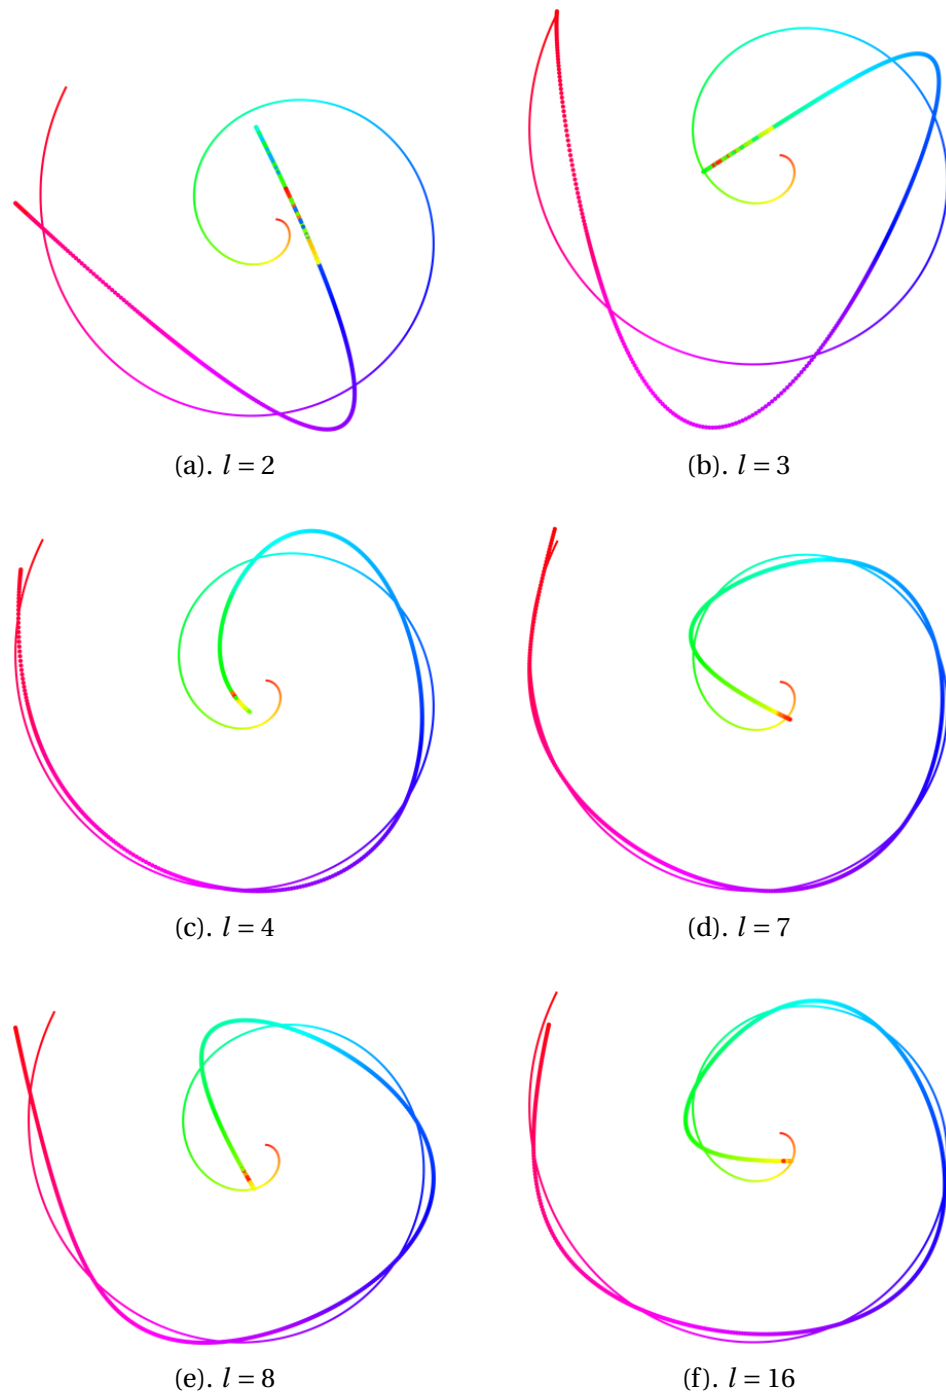 (a). l = 2
(b). l = 3
(c). l = 4
(d). l = 7
(e). l = 8
(f). l = 16